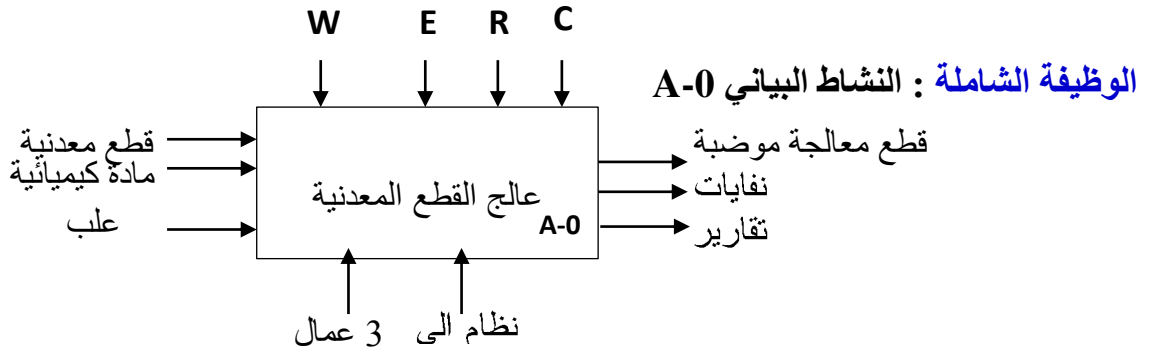 W E R C
الوظيفة الشاملة : النشاط البياني A-0
قطع معدنية
مادة كيميائية
علب
عالج القطع المعدنية
A-0
قطع معالجة موضبة
نفايات
تقارير
3 عمال
نظام الى